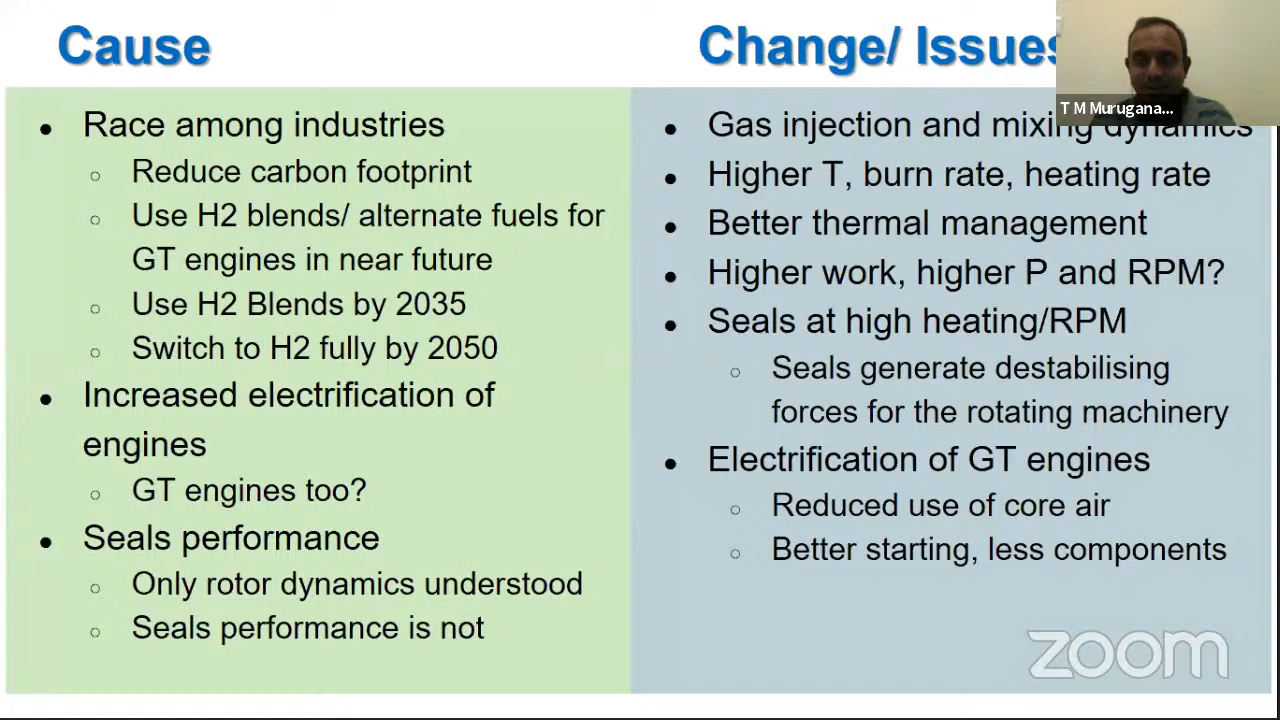 Cause
• Race among industries
○ Reduce carbon footprint
○ Use H2 blends/ alternate fuels for
GT engines in near future
○ Use H2 Blends by 2035
○ Switch to H2 fully by 2050
• Increased electrification of
engines
○ GT engines too?
• Seals performance
○ Only rotor dynamics understood
○ Seals performance is not
Change/ Issues
• Gas injection and mixing dynamics
• Higher T, burn rate, heating rate
• Better thermal management
• Higher work, higher P and RPM?
• Seals at high heating/RPM
○ Seals generate destabilising
forces for the rotating machinery
• Electrification of GT engines
○ Reduced use of core air
○ Better starting, less components
T M Murugana...
zoom